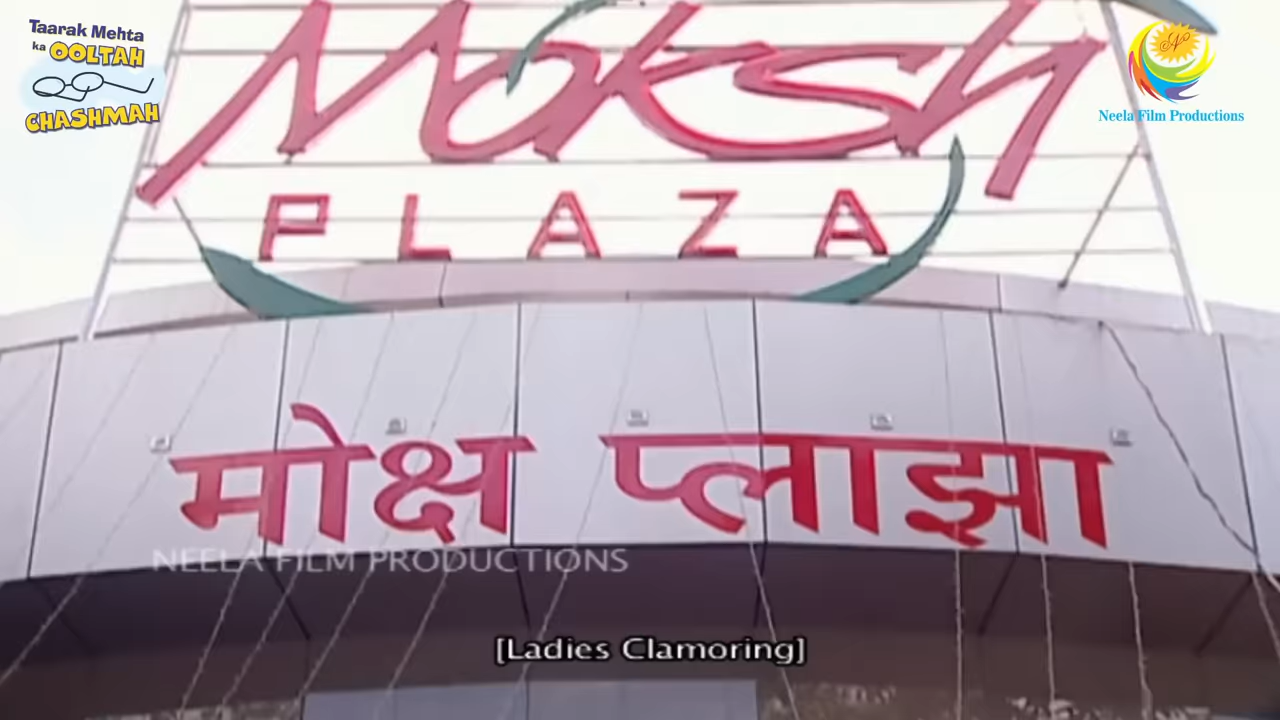 Taarak Mehta
ka OOLTAH
CHASHMAH
Neela Film Productions
Moksh
PLAZA
मोक्ष प्लाझा
NEELA FILM PRODUCTIONS
[Ladies Clamoring]